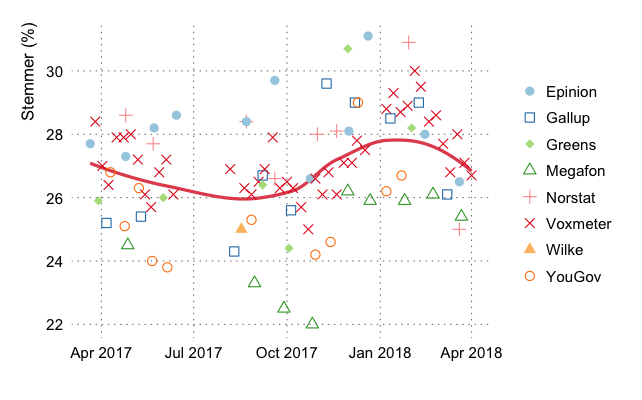 Stemmer (%)
30
28
26
24
22
Apr 2017
Jul 2017
Oct 2017
Jan 2018
Apr 2018
Epinion
Gallup
Greens
Megafon
Norstat
Voxmeter
Wilke
YouGov